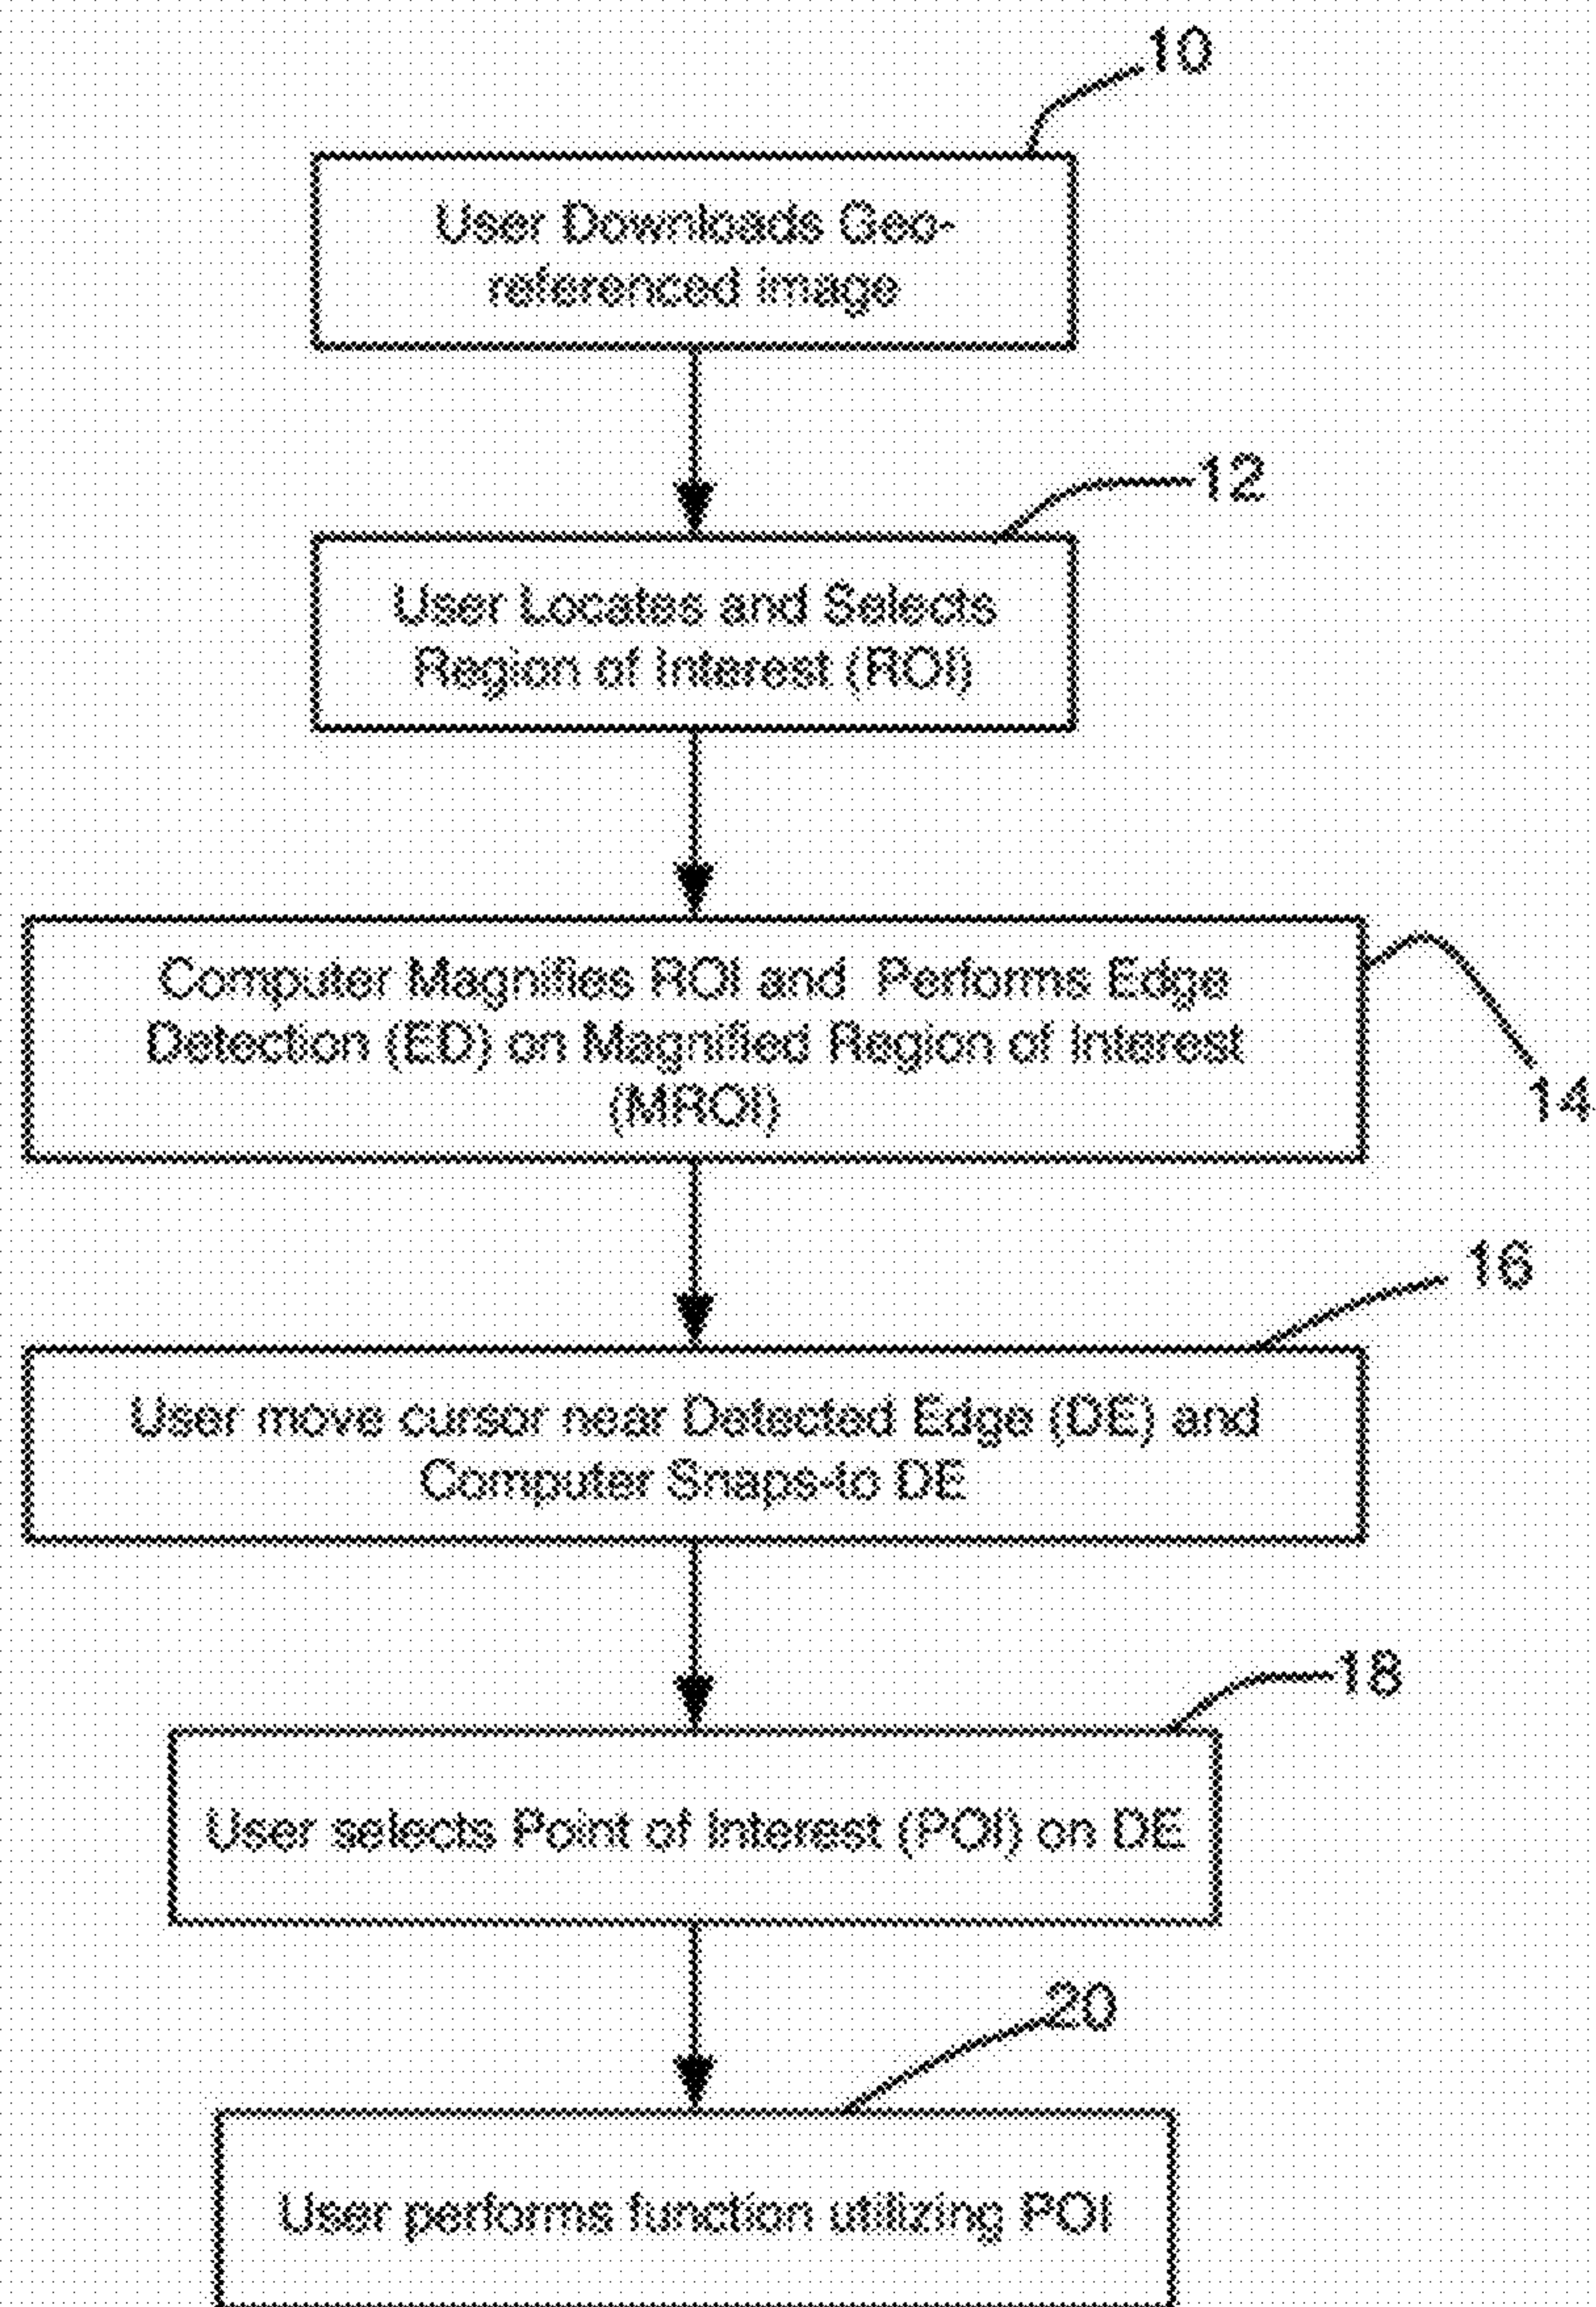 10
User Downloads Geo-
referenced image
12
User Locates and Selects
Region of Interest (ROI)
Computer Magnifies ROI and Performs Edge
Detection (ED) on Magnified Region of Interest
(MROI)
14
16
User move cursor near Detected Edge (DE) and
Computer Snaps-to DE
18
User selects Point of Interest (POI) on DE
20
User performs function utilizing POI